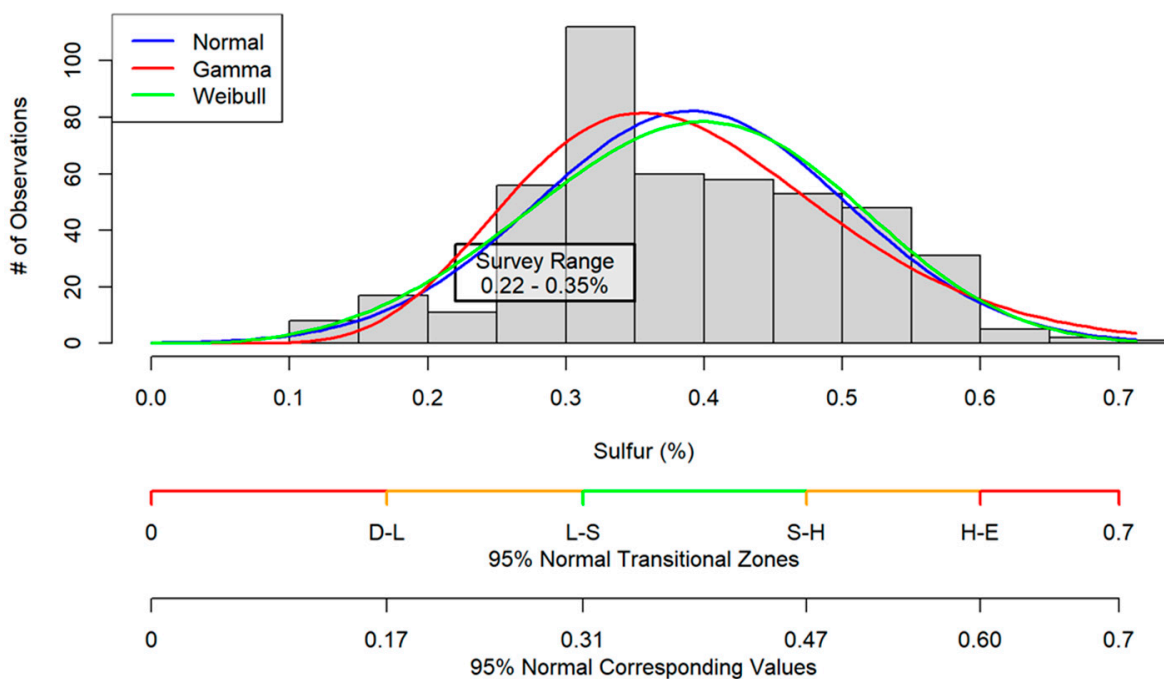 Normal
Gamma
Weibull
# of Observations
100
80
60
40
20
0
Survey Range
0.22 - 0.35%
0.0 0.1 0.2 0.3 0.4 0.5 0.6 0.7
Sulfur (%)
0 D-L L-S S-H H-E 0.7
95% Normal Transitional Zones
0 0.17 0.31 0.47 0.60 0.7
95% Normal Corresponding Values